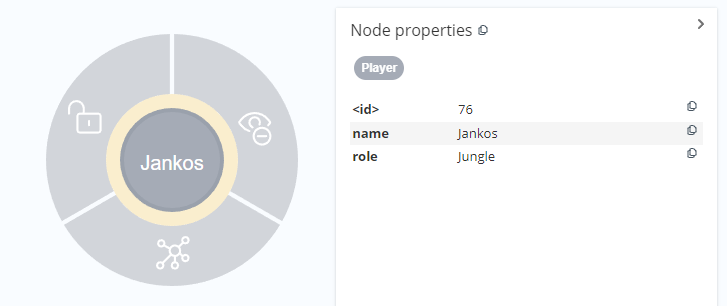 Jankos
Node properties
Player
<id> 76
name Jankos
role Jungle